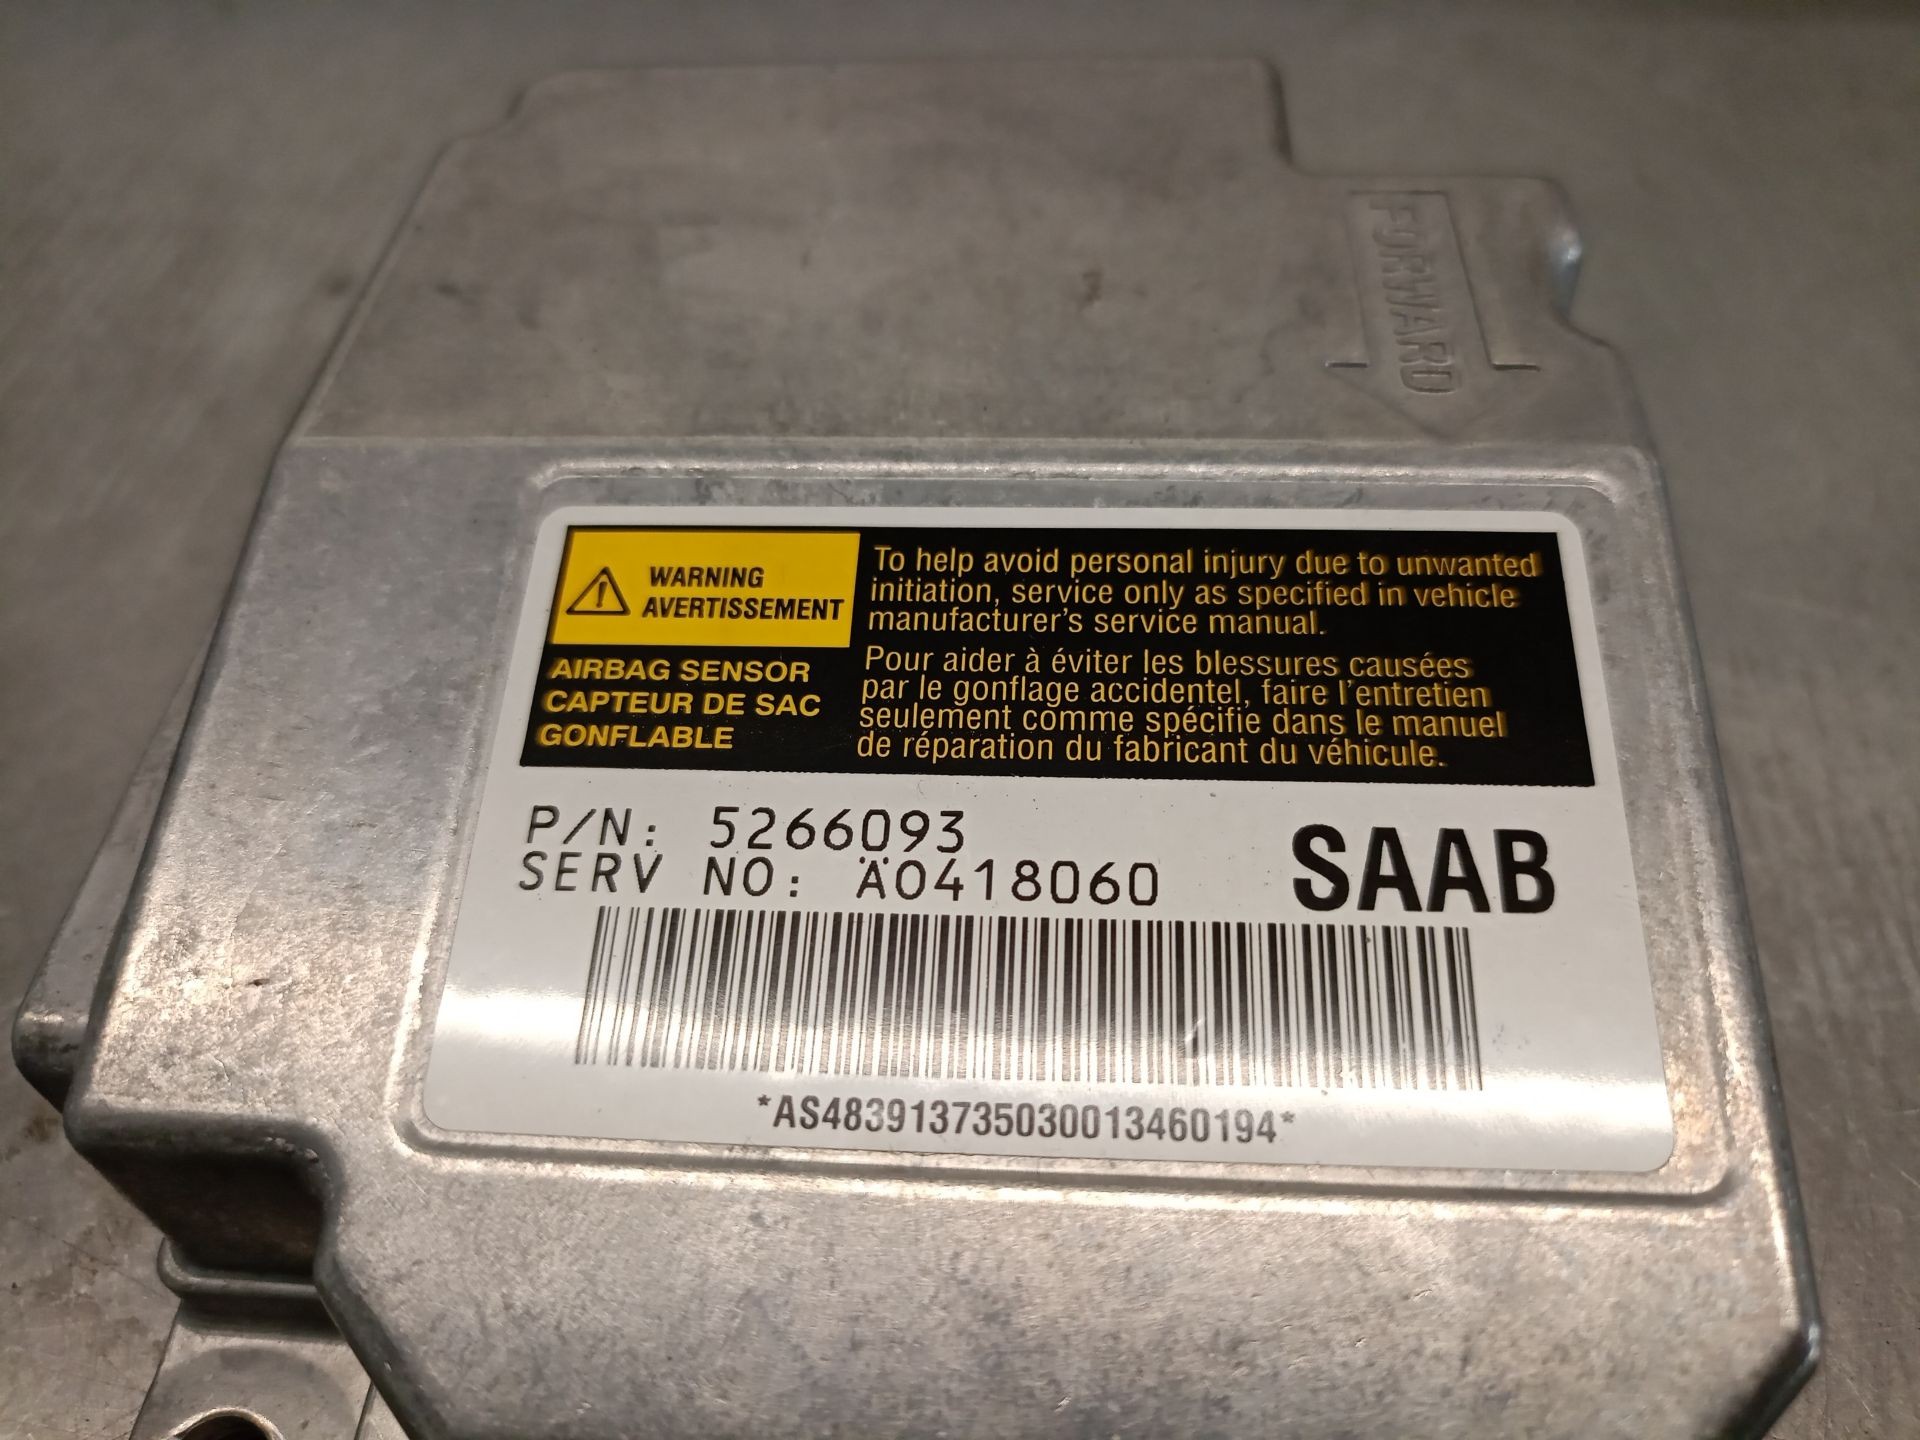 FORWARD
WARNING
AVERTISSEMENT
AIRBAG SENSOR
CAPTEUR DE SAC
GONFLABLE
To help avoid personal injury due to unwanted
initiation, service only as specified in vehicle
manufacturer's service manual.
Pour aider à éviter les blessures causées
par le gonflage accidentel, faire l'entretien
seulement comme spécifie dans le manuel
de réparation du fabricant du véhicule.
P/N: 5266093
SERV NO: Ä0418060
SAAB
*AS483913735030013460194*